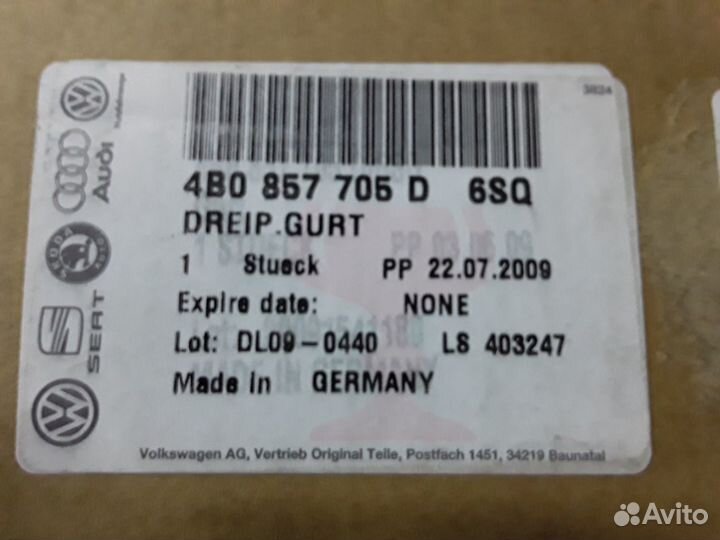 3824
4B0 857 705 D 6SQ
DREIP.GURT
1 Stueck PP 22.07.2009
Expire date: NONE
Lot: DL09-0440 LS 403247
Made in GERMANY
Volkswagen AG, Vertrieb Original Teile, Postfach 1451, 34219 Baunatal
Audi
SKODA
SEAT
Avito